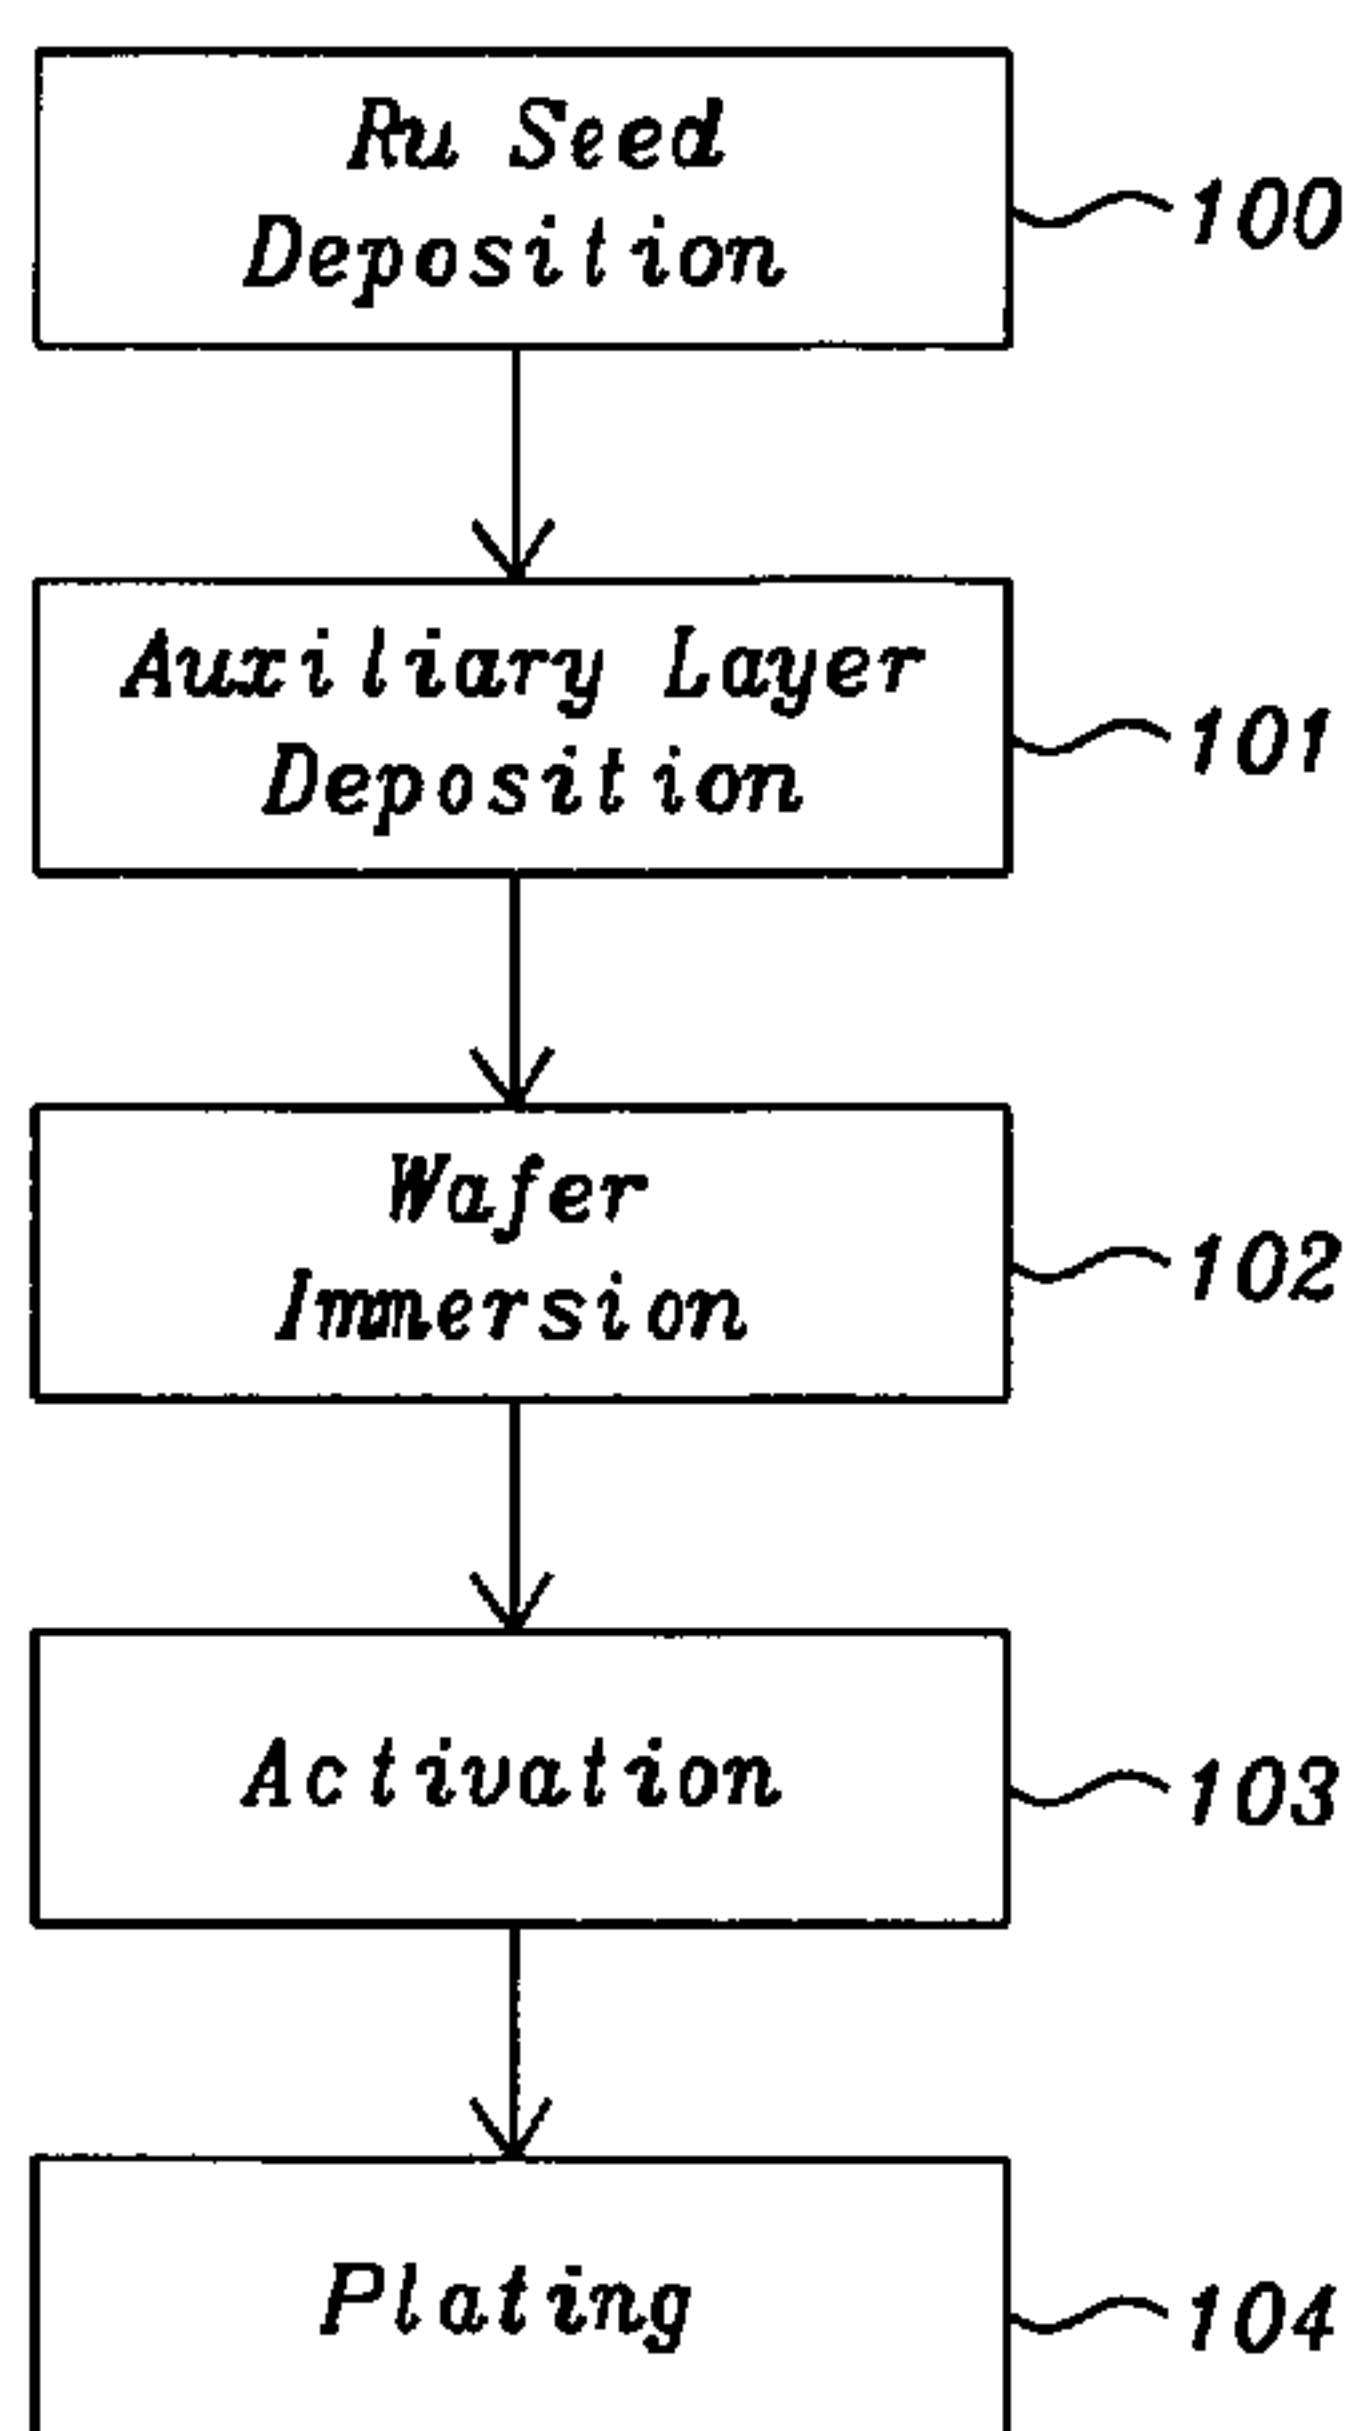 Ru Seed
Deposition
100
Auxiliary Layer
Deposition
101
Wafer
Immersion
102
Activation
103
Plating
104